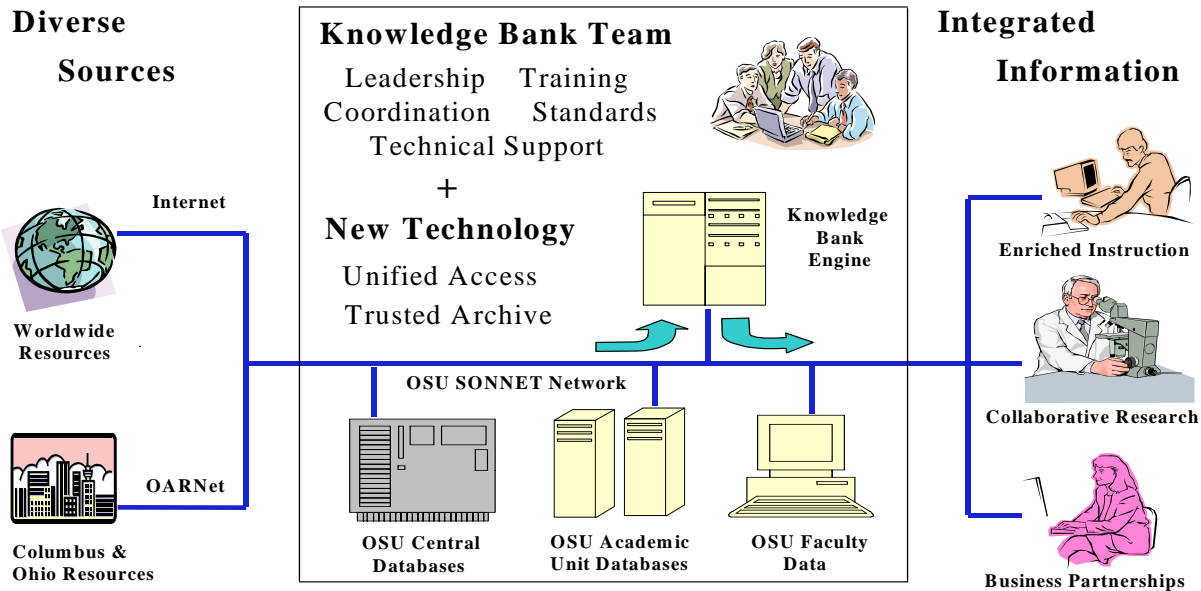 Diverse
Sources
Internet
Worldwide
Resources
OARNet
Columbus &
Ohio Resources
Knowledge Bank Team
Leadership Training
Coordination Standards
Technical Support
+
New Technology
Unified Access
Trusted Archive
Knowledge
Bank
Engine
OSU SONNET Network
OSU Central
Databases
OSU Academic
Unit Databases
OSU Faculty
Data
Integrated
Information
Enriched Instruction
Collaborative Research
Business Partnerships